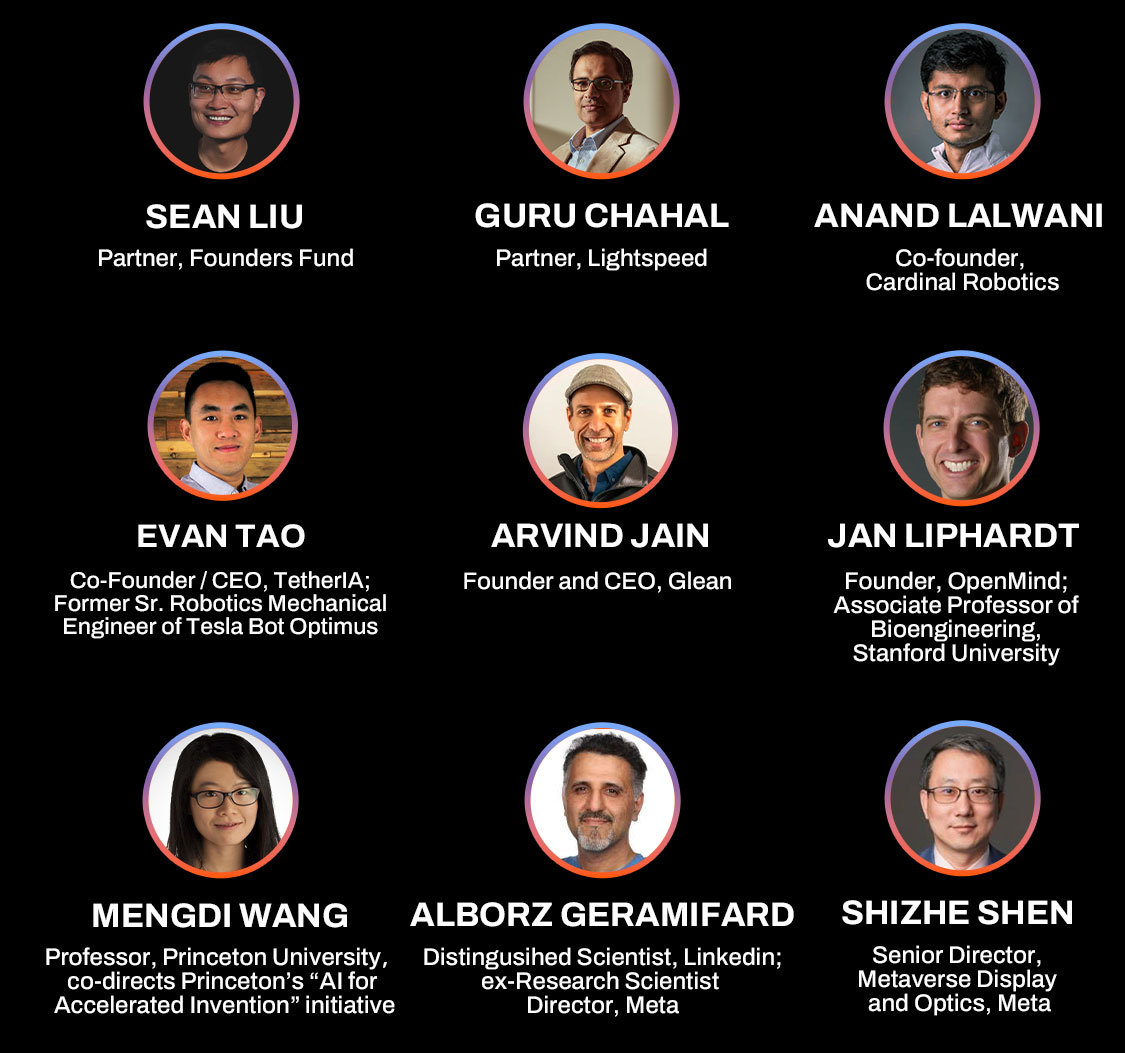 SEAN LIU
Partner, Founders Fund
GURU CHAHAL
Partner, Lightspeed
ANAND LALWANI
Co-founder,
Cardinal Robotics
EVAN TAO
Co-Founder / CEO, TetherIA;
Former Sr. Robotics Mechanical
Engineer of Tesla Bot Optimus
ARVIND JAIN
Founder and CEO, Glean
JAN LIPHARDT
Founder, OpenMind;
Associate Professor of
Bioengineering,
Stanford University
MENGDI WANG
Professor, Princeton University,
co-directs Princeton’s “AI for
Accelerated Invention” initiative
ALBORZ GERAMIFARD
Distingusihed Scientist, Linkedin;
ex-Research Scientist
Director, Meta
SHIZHE SHEN
Senior Director,
Metaverse Display
and Optics, Meta